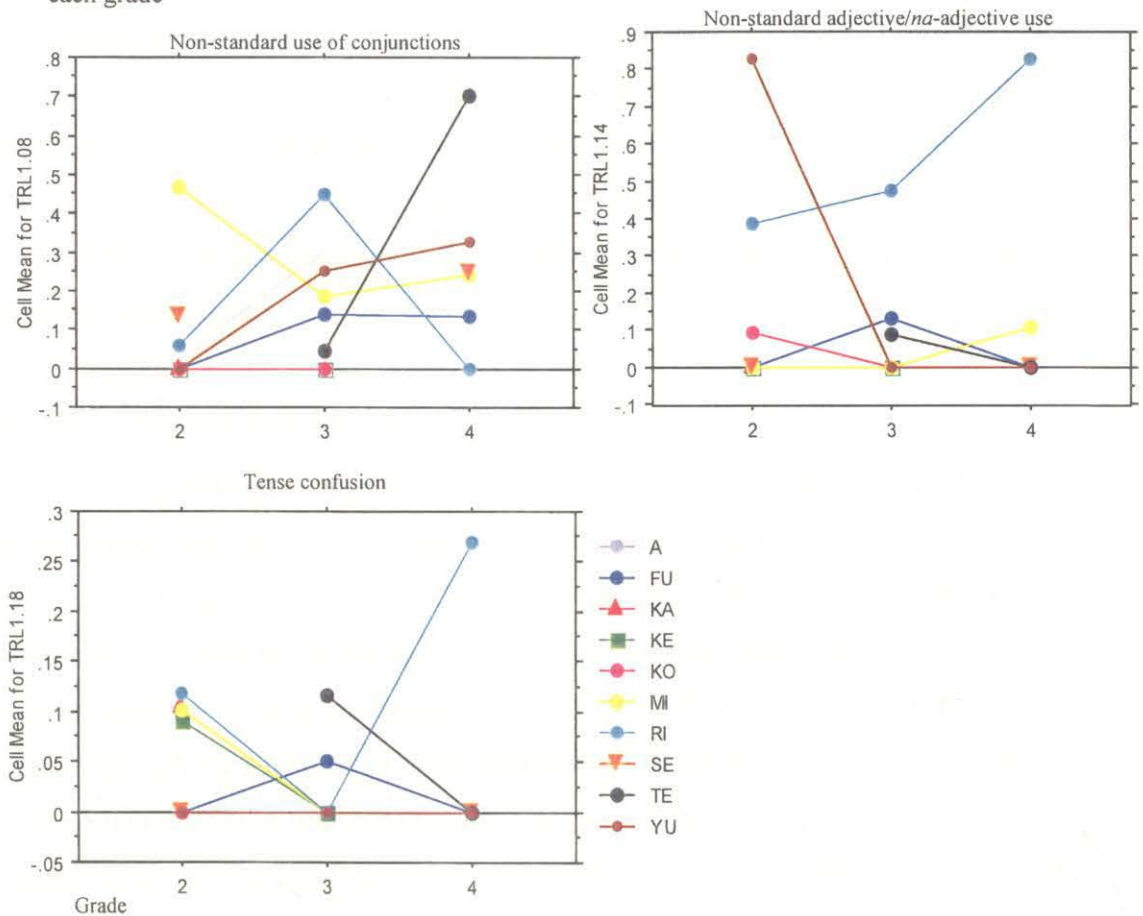 each grade
Non-standard use of conjunctions
.8
.7
.6
.5
.4
.3
.2
.1
0
-.1
Cell Mean for TRL1.08
2 3 4
Non-standard adjective/na-adjective use
.9
.8
.7
.6
.5
.4
.3
.2
.1
0
-.1
Cell Mean for TRL1.14
2 3 4
Tense confusion
.3
.25
.2
.15
.1
.05
0
-.05
Cell Mean for TRL1.18
2 3 4
Grade
A
FU
KA
KE
KO
MI
RI
SE
TE
YU